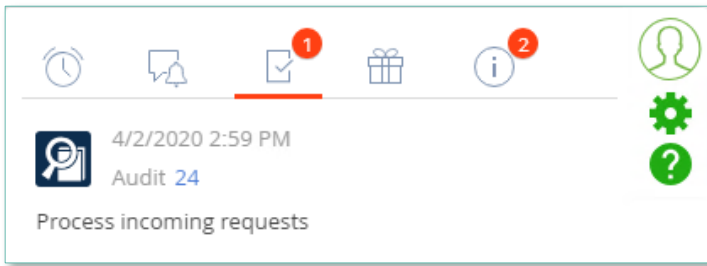 1
2
4/2/2020 2:59 PM
Audit 24
Process incoming requests